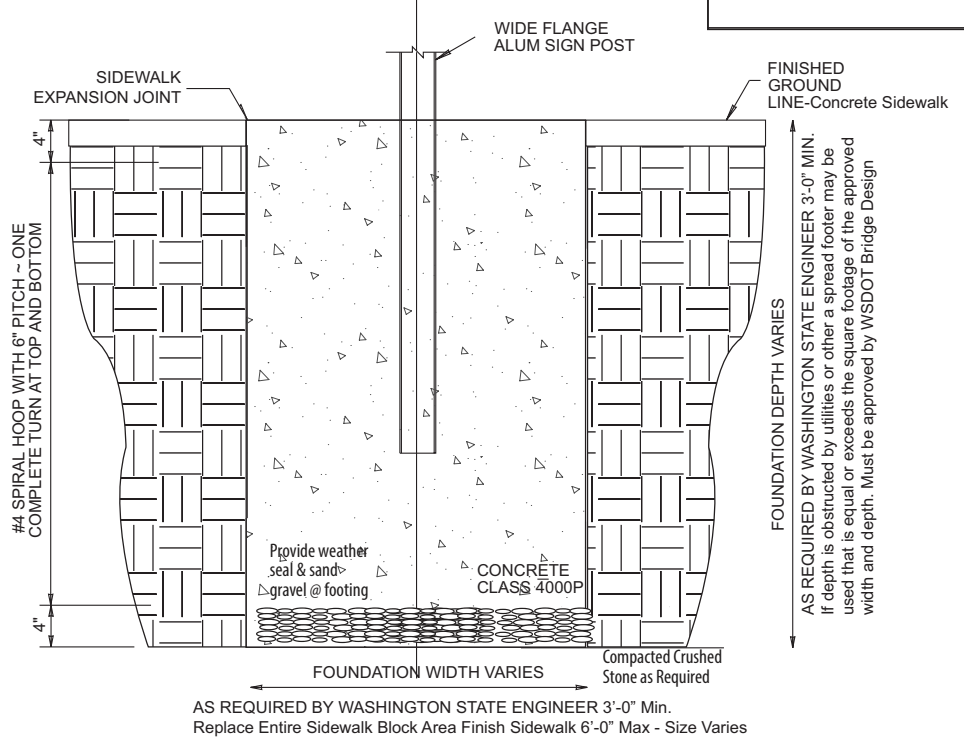 WIDE FLANGE
ALUM SIGN POST
SIDEWALK
EXPANSION JOINT
FINISHED
GROUND
LINE-Concrete Sidewalk
4"
#4 SPIRAL HOOP WITH 6" PITCH ~ ONE
COMPLETE TURN AT TOP AND BOTTOM
4"
Provide weather
seal & sand
gravel @ footing
CONCRETE
CLASS 4000P
FOUNDATION DEPTH VARIES
AS REQUIRED BY WASHINGTON STATE ENGINEER 3'-0" MIN.
If depth is obstructed by utilities or other a spread footer may be
used that is equal or exceeds the square footage of the approved
width and depth. Must be approved by WSDOT Bridge Design
Compacted Crushed
Stone as Required
FOUNDATION WIDTH VARIES
AS REQUIRED BY WASHINGTON STATE ENGINEER 3'-0" Min.
Replace Entire Sidewalk Block Area Finish Sidewalk 6'-0" Max - Size Varies